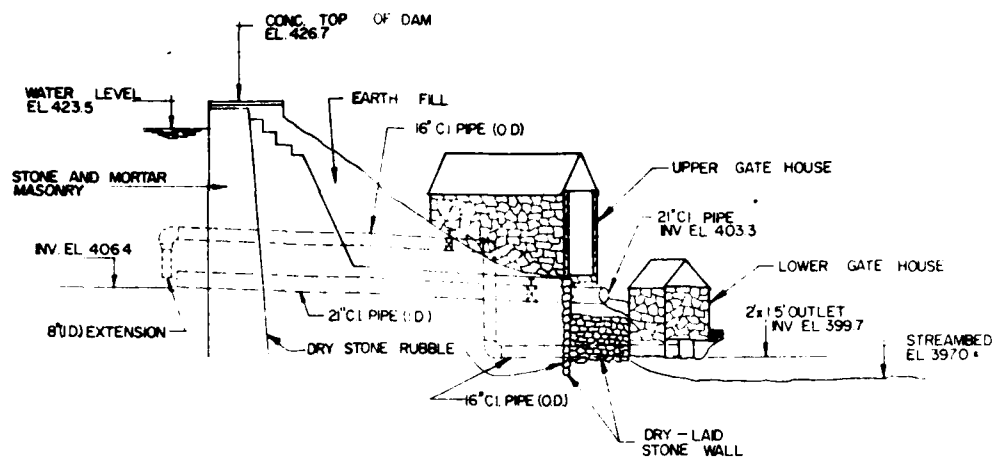 CONC. TOP OF DAM
EL. 426.7
WATER LEVEL
EL. 423.5
EARTH FILL
16" C.I. PIPE (O.D.)
STONE AND MORTAR
MASONRY
UPPER GATE HOUSE
21" C.I. PIPE
INV. EL. 403.3
INV. EL. 406.4
LOWER GATE HOUSE
8" (I.D.) EXTENSION
21" C.I. PIPE (I.D.)
2' x 1.5' OUTLET
INV. EL. 399.7
DRY STONE RUBBLE
STREAMBED
EL. 397.0 ±
16" C.I. PIPE (O.D.)
DRY - LAID
STONE WALL